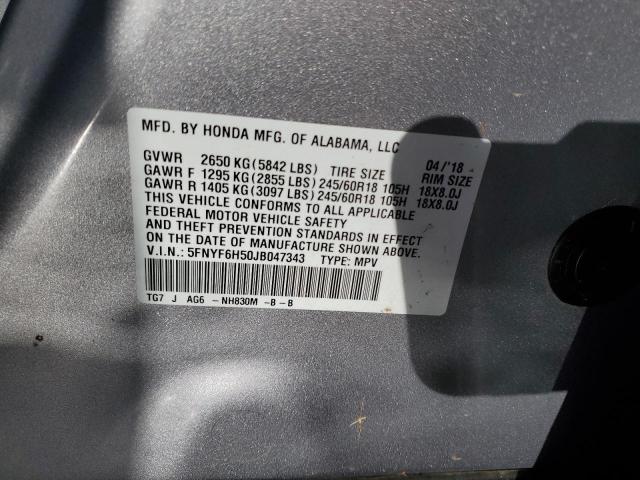 MFD. BY HONDA MFG. OF ALABAMA, LLC
GVWR 2650 KG (5842 LBS) TIRE SIZE 04/'18 RIM SIZE
GAWR F 1295 KG (2855 LBS) 245/60R18 105H 18X8.0J
GAWR R 1405 KG (3097 LBS) 245/60R18 105H 18X8.0J
THIS VEHICLE CONFORMS TO ALL APPLICABLE
FEDERAL MOTOR VEHICLE SAFETY
AND THEFT PREVENTION STANDARDS IN EFFECT
ON THE DATE OF MANUFACTURE SHOWN ABOVE.
V.I.N.: 5FNYF6H50JB047343 TYPE: MPV
TG7 J AG6 -NH830M -B-B